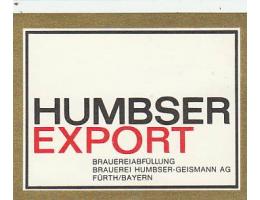 HUMBSER
EXPORT
BRAUEREIABFÜLLUNG
BRAUEREI HUMBSER-GEISMANN AG
FÜRTH/BAYERN